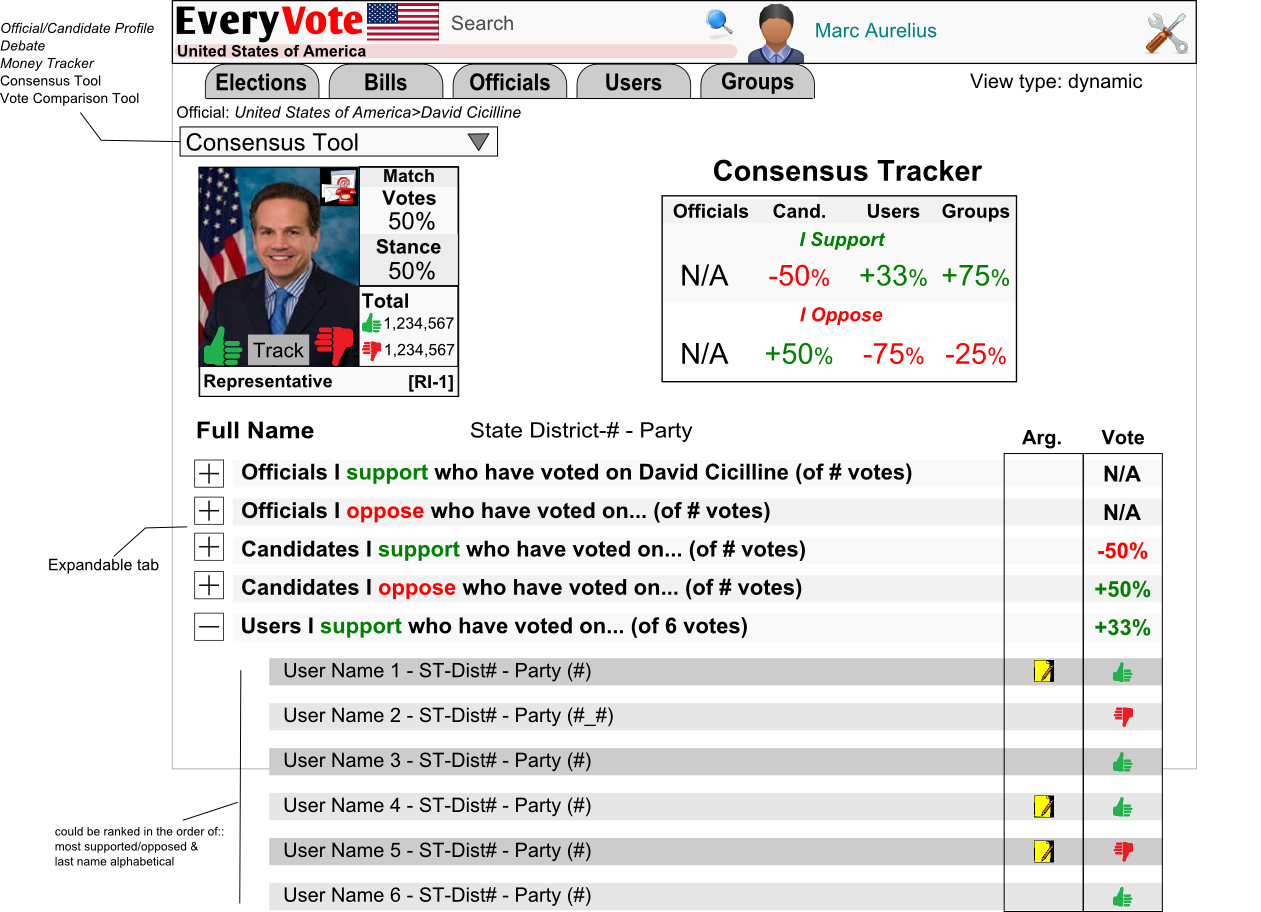 Official/Candidate Profile
Debate
Money Tracker
Consensus Tool
Vote Comparison Tool
EveryVote
Search
Marc Aurelius
United States of America
Elections
Bills
Officials
Users
Groups
View type: dynamic
Official: United States of America>David Cicilline
Consensus Tool
Match
Votes
50%
Stance
50%
Total
1,234,567
1,234,567
Track
Representative [RI-1]
Consensus Tracker
Officials Cand. Users Groups
I Support
N/A -50% +33% +75%
I Oppose
N/A +50% -75% -25%
Full Name State District-# - Party
Arg. Vote
Officials I support who have voted on David Cicilline (of # votes) N/A
Officials I oppose who have voted on... (of # votes) N/A
Candidates I support who have voted on... (of # votes) -50%
Expandable tab
Candidates I oppose who have voted on... (of # votes) +50%
Users I support who have voted on... (of 6 votes) +33%
User Name 1 - ST-Dist# - Party (#)
User Name 2 - ST-Dist# - Party (#_#)
User Name 3 - ST-Dist# - Party (#)
User Name 4 - ST-Dist# - Party (#)
could be ranked in the order of::
most supported/opposed &
last name alphabetical
User Name 5 - ST-Dist# - Party (#)
User Name 6 - ST-Dist# - Party (#)